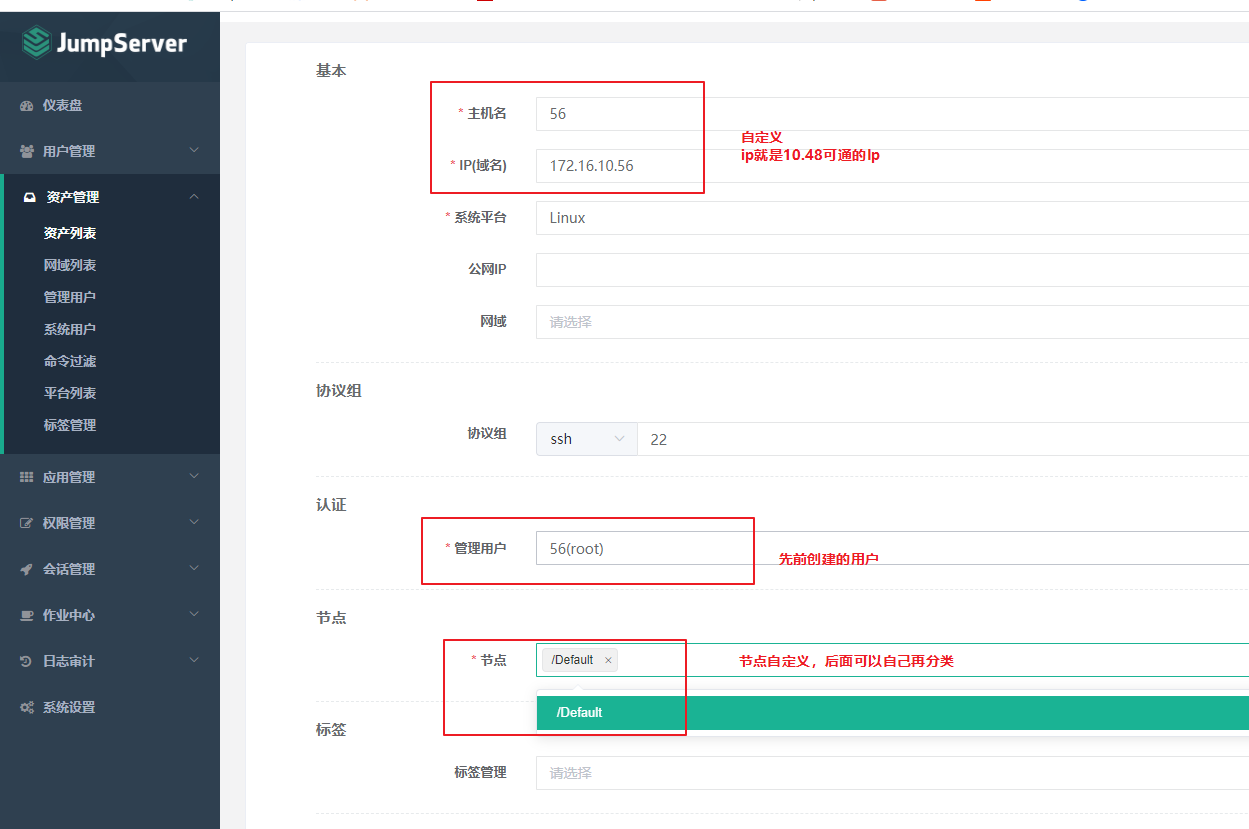 JumpServer
仪表盘
用户管理
资产管理
资产列表
网域列表
管理用户
系统用户
命令过滤
平台列表
标签管理
应用管理
权限管理
会话管理
作业中心
日志审计
系统设置
基本
* 主机名 56
自定义
ip就是10.48可通的Ip
* IP(域名) 172.16.10.56
* 系统平台 Linux
公网IP
网域 请选择
协议组
协议组 ssh 22
认证
* 管理用户 56(root)
先前创建的用户
节点
* 节点 /Default ×
节点自定义，后面可以自己再分类
/Default
标签
标签管理 请选择